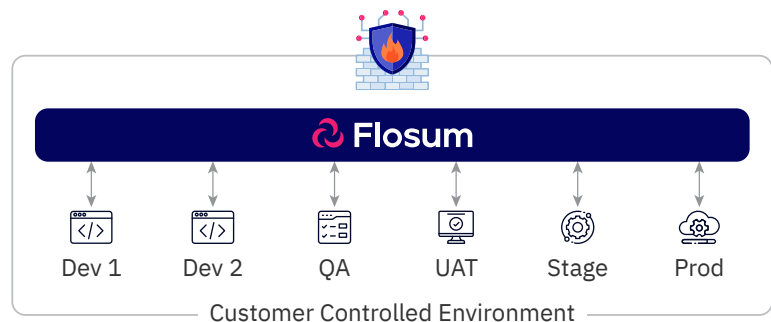 Flosum
Dev 1
Dev 2
QA
UAT
Stage
Prod
Customer Controlled Environment